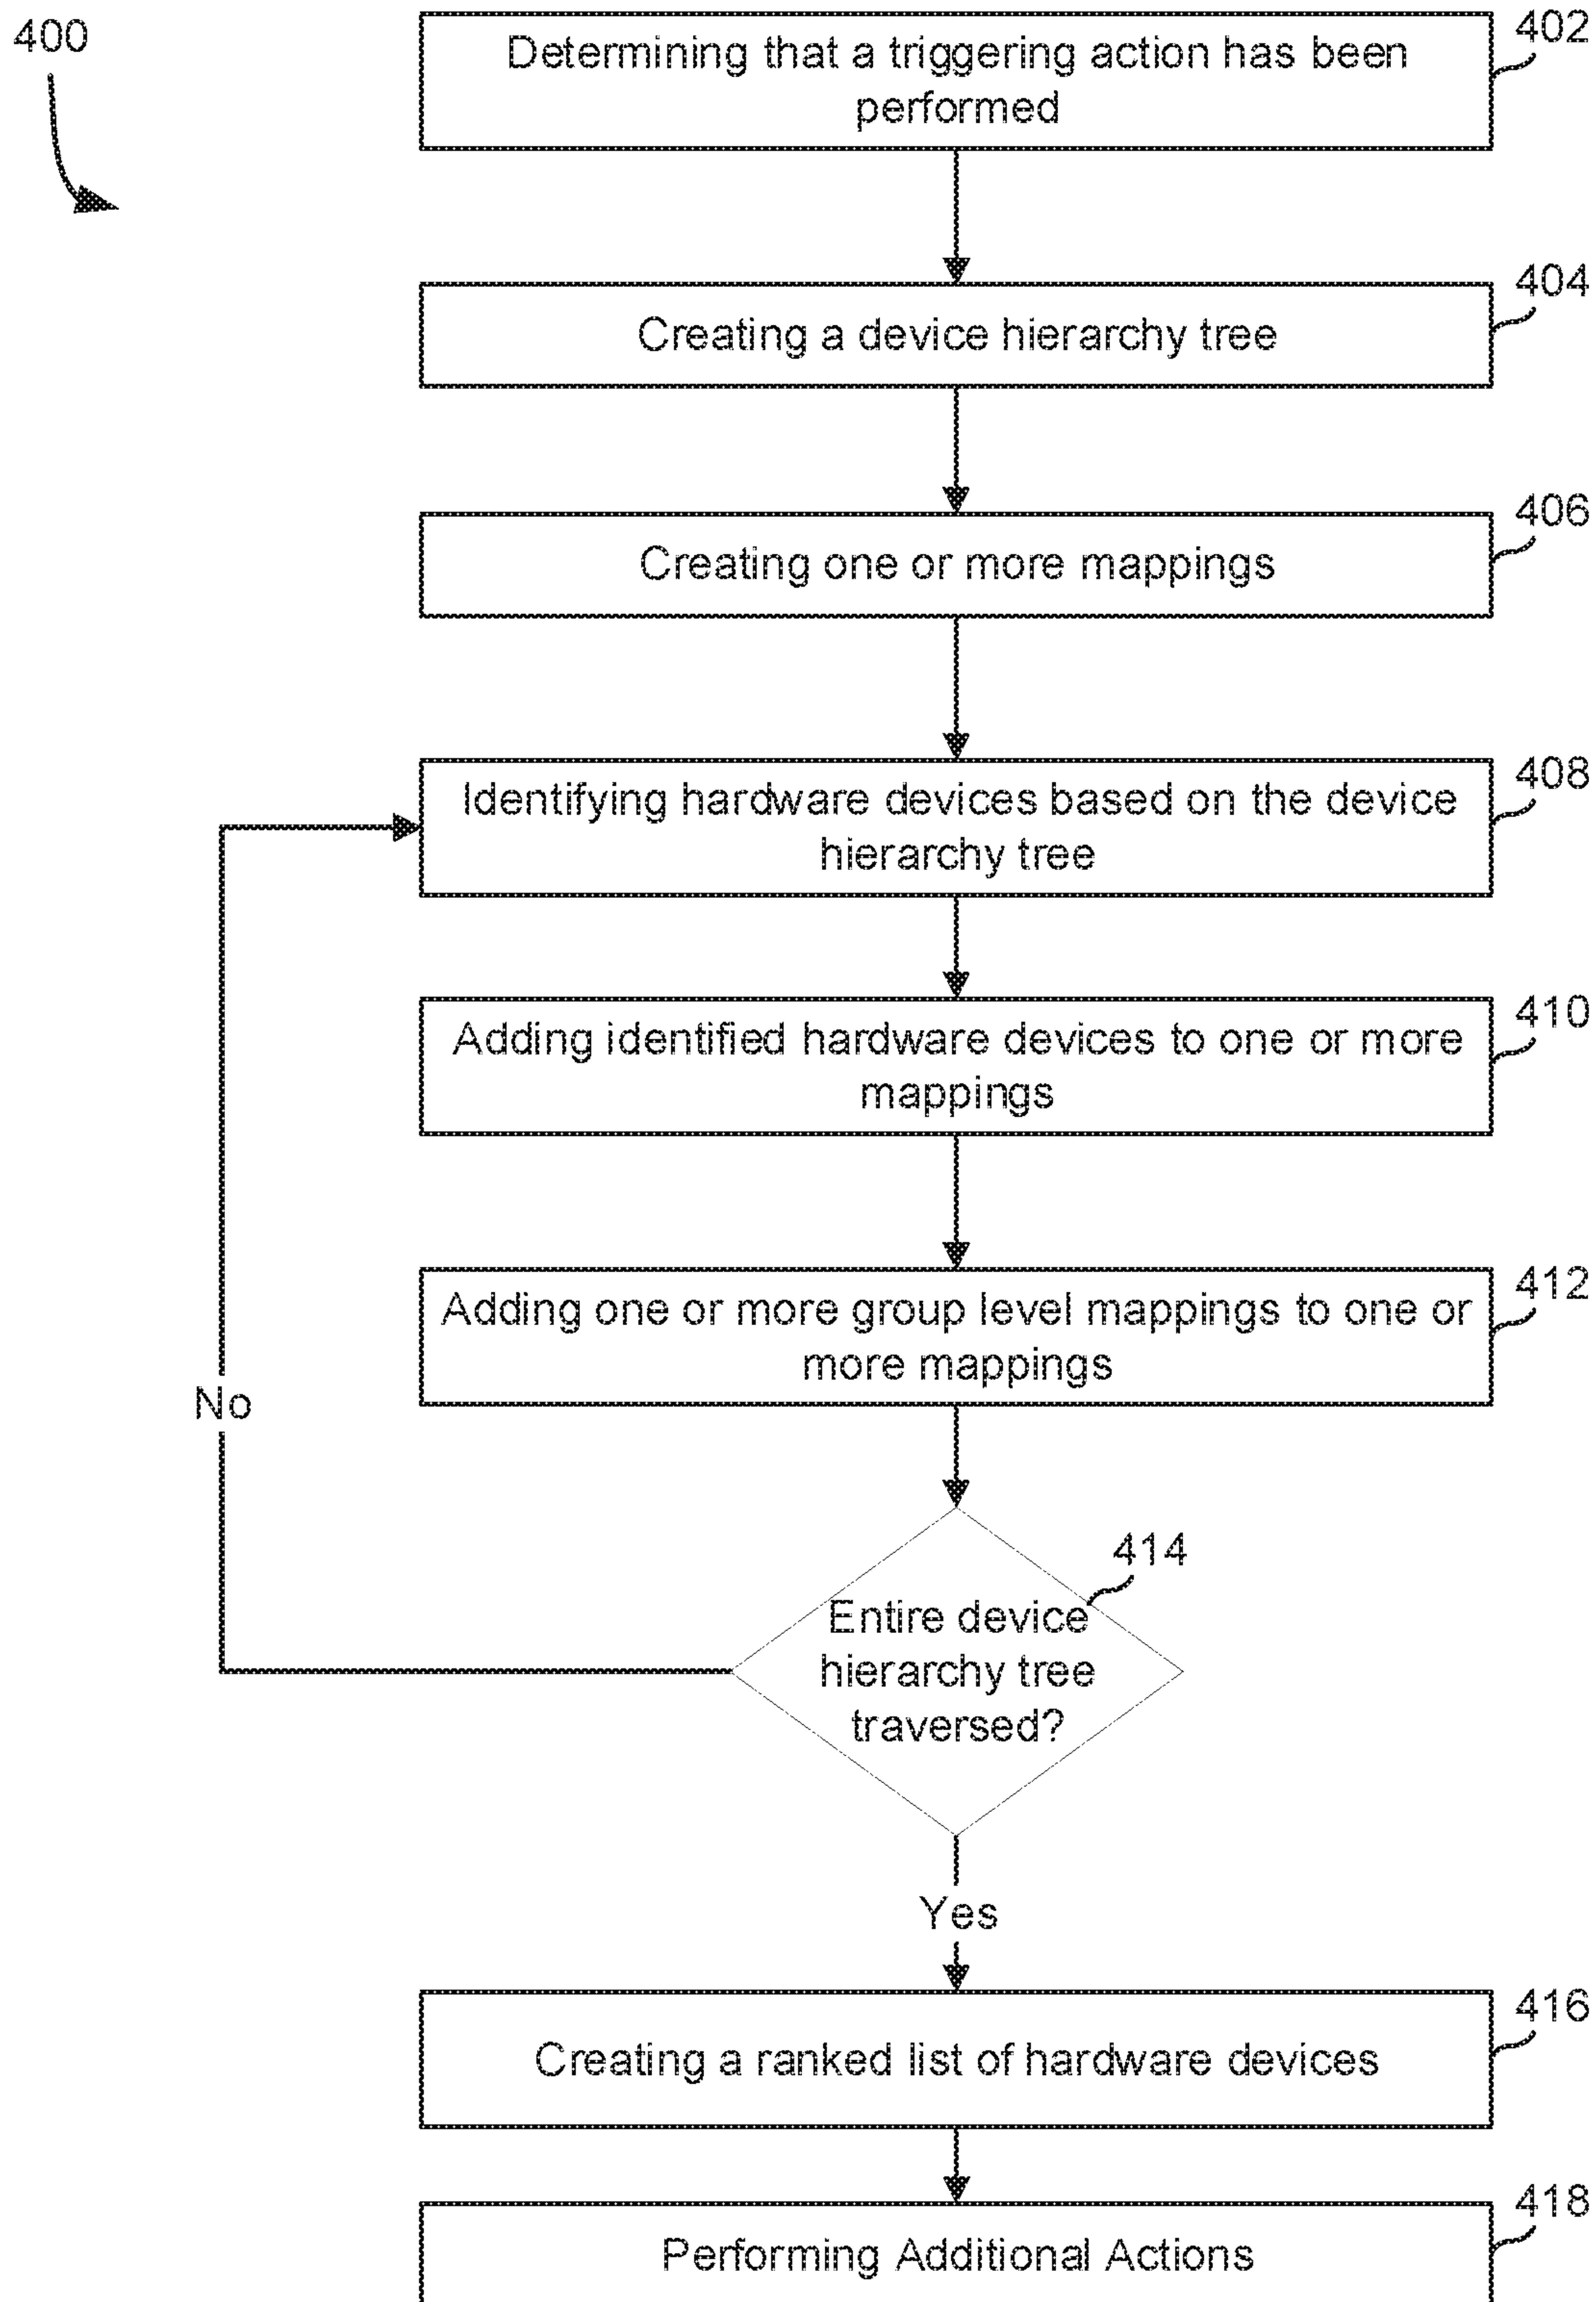 400
402
Determining that a triggering action has been
performed
404
Creating a device hierarchy tree
406
Creating one or more mappings
408
Identifying hardware devices based on the device
hierarchy tree
410
Adding identified hardware devices to one or more
mappings
412
Adding one or more group level mappings to one or
more mappings
No
414
Entire device
hierarchy tree
traversed?
Yes
416
Creating a ranked list of hardware devices
418
Performing Additional Actions